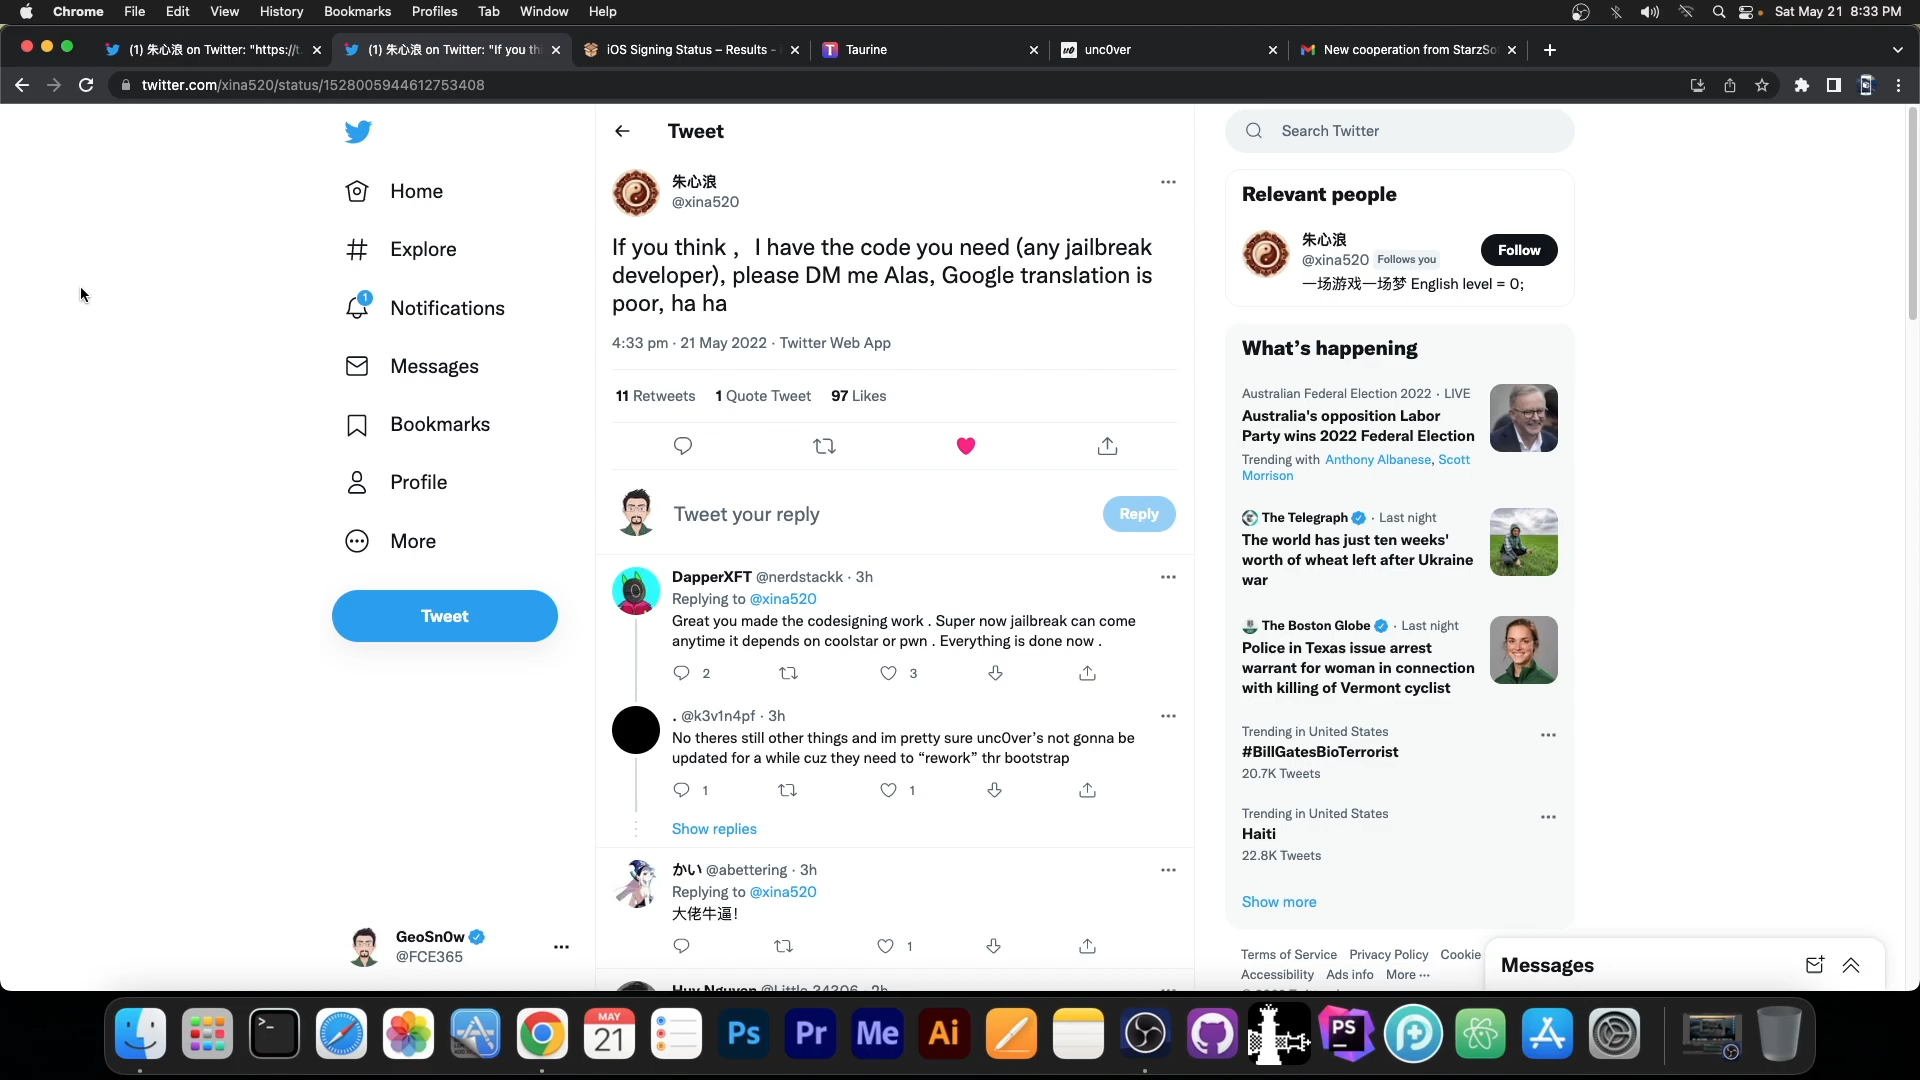 Chrome File Edit View History Bookmarks Profiles Tab Window Help Sat May 21 8:33 PM
(1) 朱心浪 on Twitter: "https://t.
(1) 朱心浪 on Twitter: "If you thi
iOS Signing Status – Results -
Taurine
unc0ver
New cooperation from StarzSo
twitter.com/xina520/status/1528005944612753408
Home
Explore
1
Notifications
Messages
Bookmarks
Profile
More
Tweet
GeoSn0w
@FCE365
Tweet
朱心浪
@xina520
If you think ，I have the code you need (any jailbreak
developer), please DM me Alas, Google translation is
poor, ha ha
4:33 pm · 21 May 2022 · Twitter Web App
11 Retweets 1 Quote Tweet 97 Likes
Tweet your reply
Reply
DapperXFT @nerdstackk · 3h
Replying to @xina520
Great you made the codesigning work . Super now jailbreak can come
anytime it depends on coolstar or pwn . Everything is done now .
2 3
. @k3v1n4pf · 3h
No theres still other things and im pretty sure unc0ver's not gonna be
updated for a while cuz they need to “rework” thr bootstrap
1 1
Show replies
かい @abettering · 3h
Replying to @xina520
大佬牛逼！
1
Huy Nguyen @Little_34306 · 2h
Search Twitter
Relevant people
朱心浪
@xina520 Follows you
Follow
一场游戏一场梦 English level = 0;
What's happening
Australian Federal Election 2022 · LIVE
Australia's opposition Labor
Party wins 2022 Federal Election
Trending with Anthony Albanese, Scott
Morrison
The Telegraph · Last night
The world has just ten weeks'
worth of wheat left after Ukraine
war
The Boston Globe · Last night
Police in Texas issue arrest
warrant for woman in connection
with killing of Vermont cyclist
Trending in United States
#BillGatesBioTerrorist
20.7K Tweets
Trending in United States
Haiti
22.8K Tweets
Show more
Terms of Service Privacy Policy Cookie
Accessibility Ads info More ···
Messages
MAY
21
Ps
Pr
Me
Ai
PS